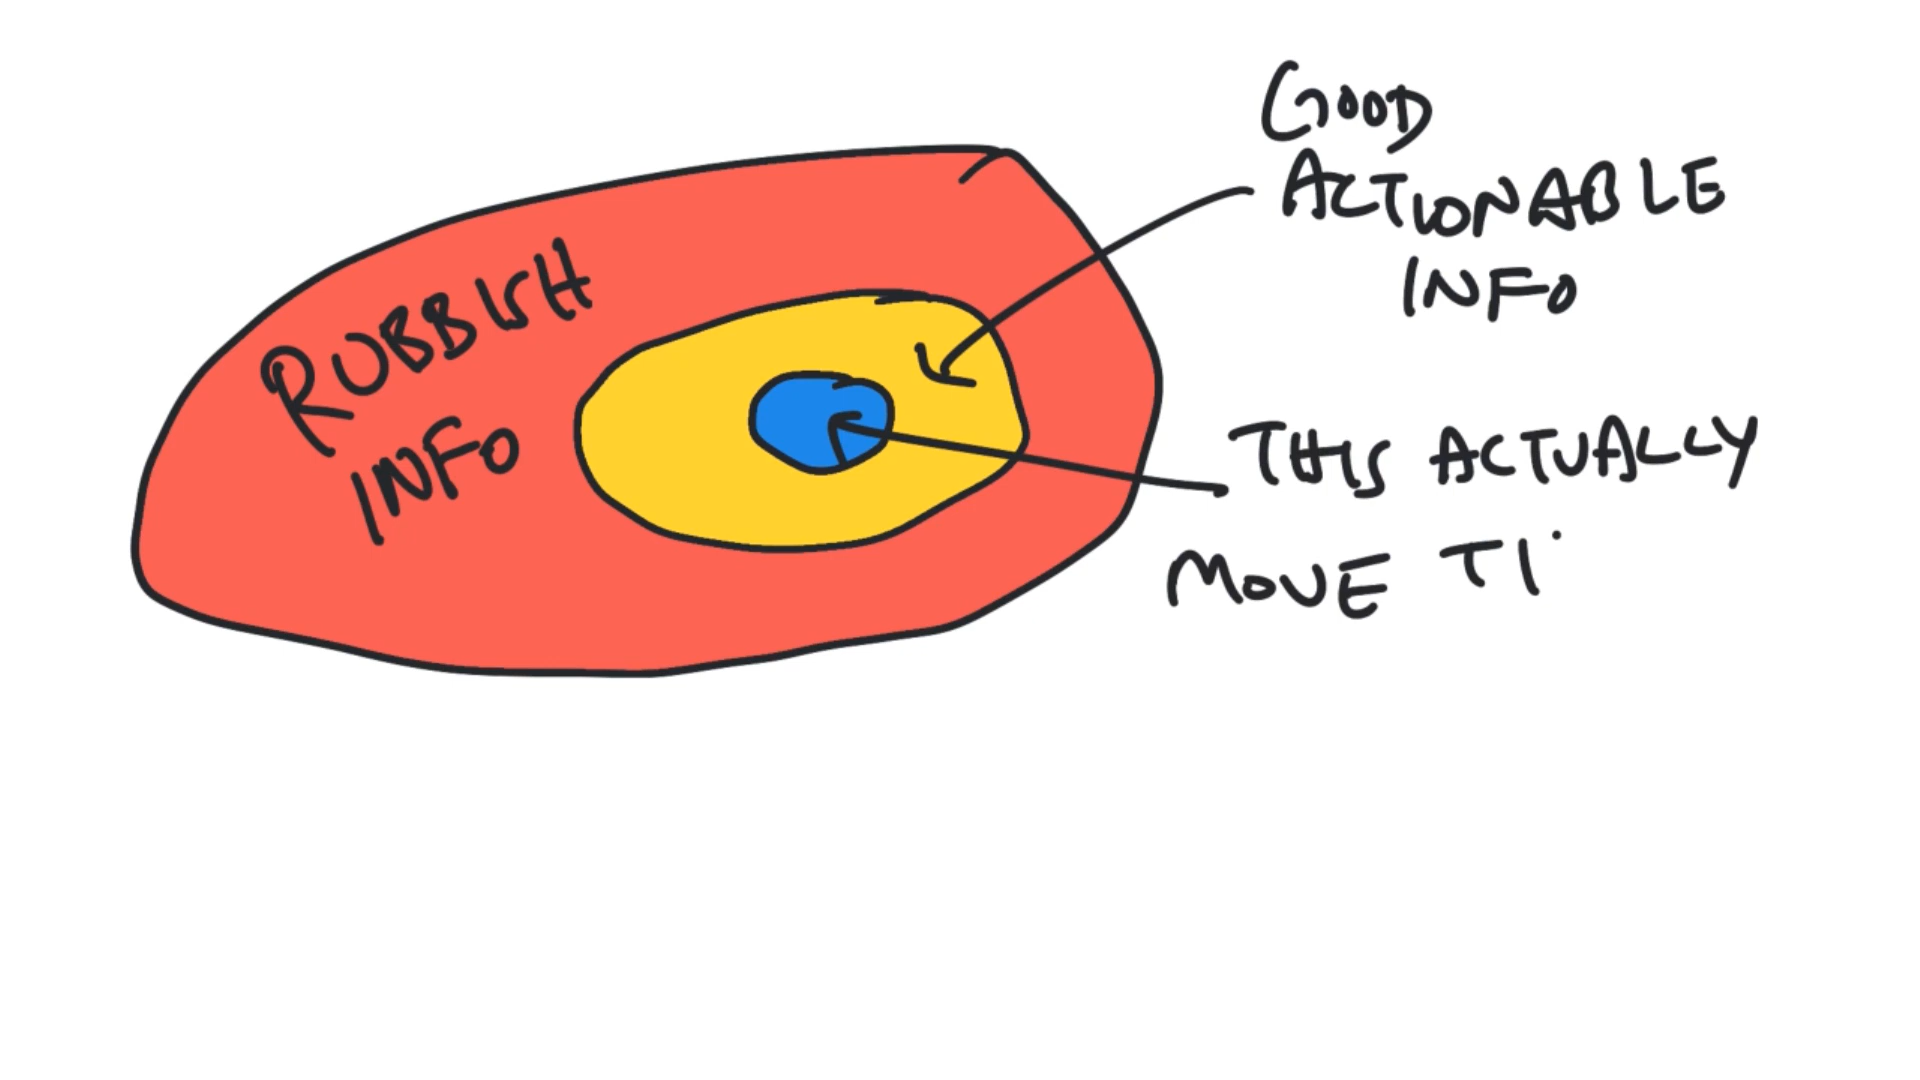 RUBBISH
INFO
GOOD
ACTIONABLE
INFO
THIS ACTUALLY
MOVE